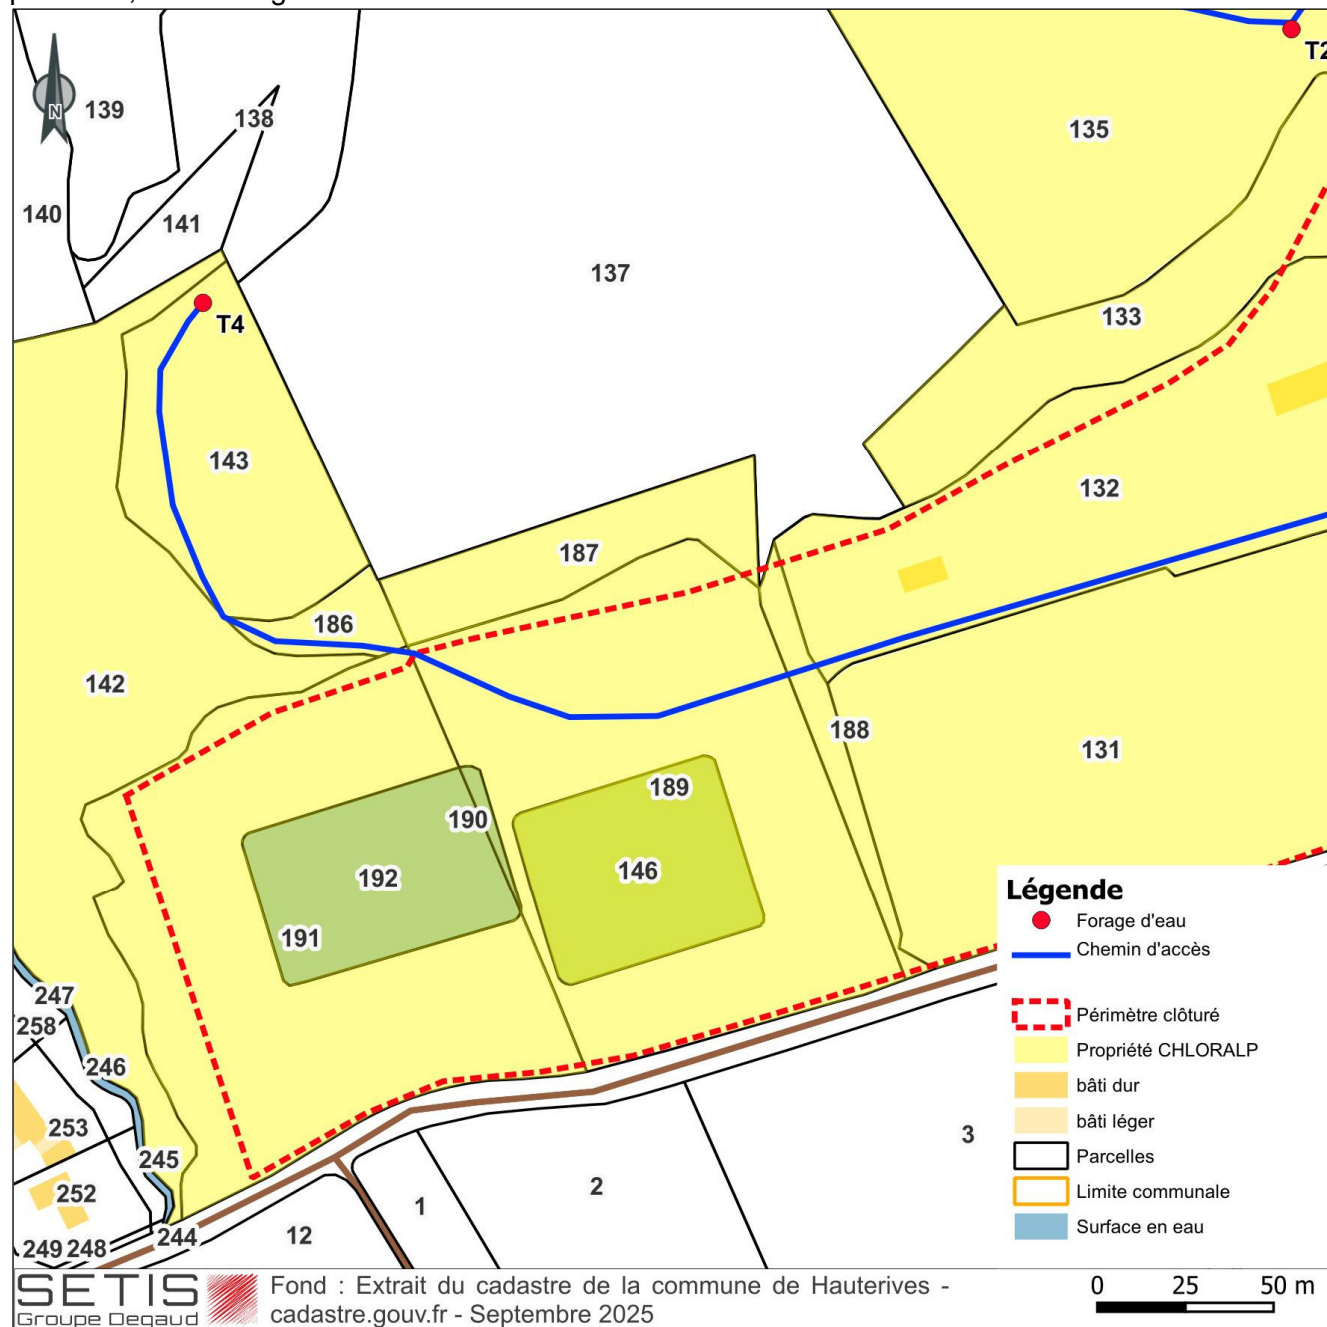 T2
139
138
135
140
141
137
133
T4
143
132
187
186
142
188
131
189
190
146
192
191
247
258
246
253
245
252
249
248
244
12
1
2
3
Légende
Forage d'eau
Chemin d'accès
Périmètre clôturé
Propriété CHLORALP
bâti dur
bâti léger
Parcelles
Limite communale
Surface en eau
N
SETIS
Groupe Degaud
Fond : Extrait du cadastre de la commune de Hauterives -
cadastre.gouv.fr - Septembre 2025
0 25 50 m